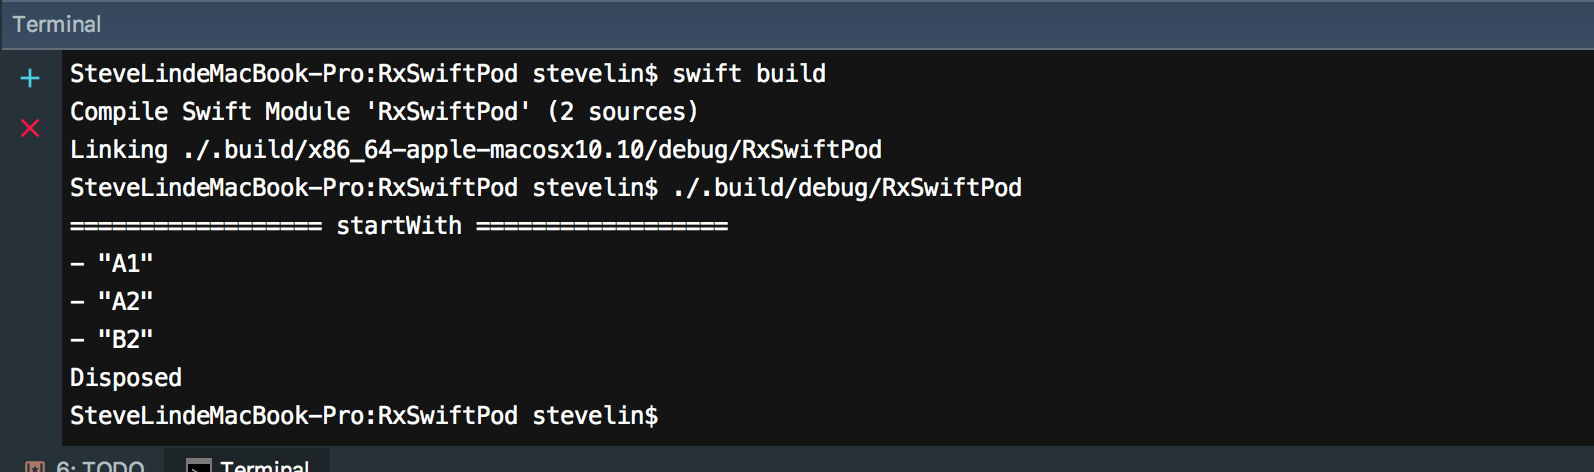 Terminal
SteveLindeMacBook-Pro:RxSwiftPod stevelin$ swift build
Compile Swift Module 'RxSwiftPod' (2 sources)
Linking ./.build/x86_64-apple-macosx10.10/debug/RxSwiftPod
SteveLindeMacBook-Pro:RxSwiftPod stevelin$ ./.build/debug/RxSwiftPod
================== startWith ==================
- "A1"
- "A2"
- "B2"
Disposed
SteveLindeMacBook-Pro:RxSwiftPod stevelin$
6: TODO Terminal